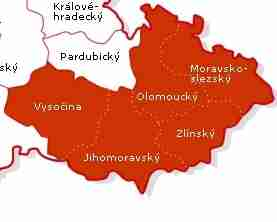 Králové-
hradecký
Pardubický
ský
Moravsko-
slezský
Vysočina
Olomoucký
Zlínský
Jihomoravský